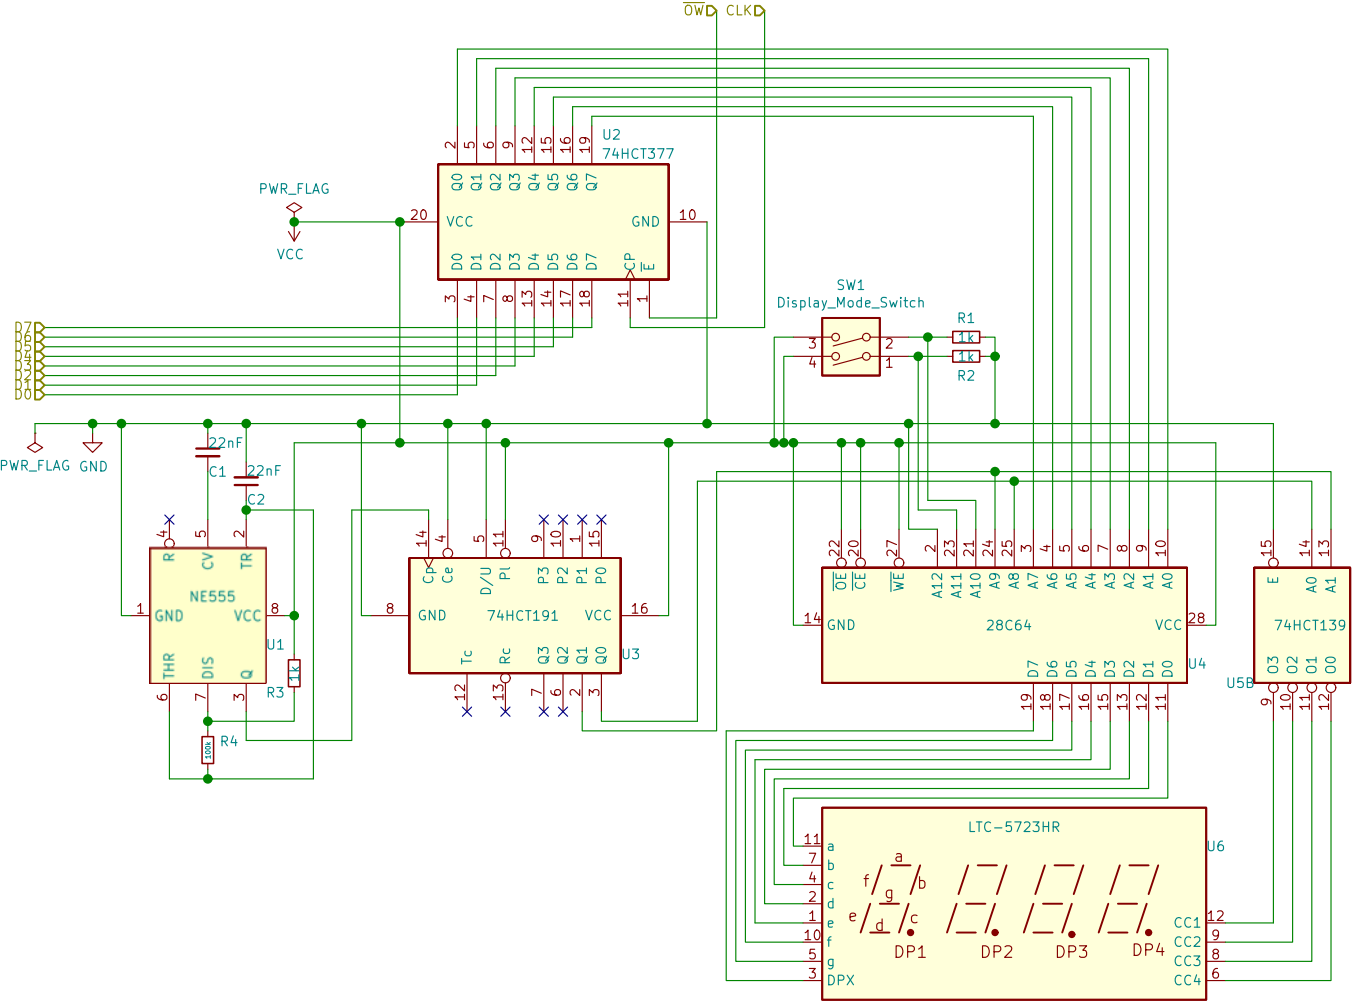 OW CLK
2 5 6 9 12 15 16 19
U2
74HCT377
Q0 Q1 Q2 Q3 Q4 Q5 Q6 Q7
PWR_FLAG
20 VCC GND 10
VCC
D0 D1 D2 D3 D4 D5 D6 D7 CP E
3 4 7 8 13 14 17 18 11 1
SW1
Display_Mode_Switch
R1
3 2 1k
4 1 1k
R2
D7
D6
D5
D4
D3
D2
D1
D0
22nF
PWR_FLAG GND C1 22nF
C2
4 5 2
R CV TR
NE555
1 GND VCC 8
U1
THR DIS Q
R3 1k
6 7 3
R4 100k
14 4 5 11 9 10 1 15
Cp Ce D/U Pl P3 P2 P1 P0
8 GND 74HCT191 VCC 16
Tc Rc Q3 Q2 Q1 Q0 U3
12 13 7 6 2 3
22 20 27 2 23 21 24 25 3 4 5 6 7 8 9 10
OE CE WE A12 A11 A10 A9 A8 A7 A6 A5 A4 A3 A2 A1 A0
14 GND 28C64 VCC 28
D7 D6 D5 D4 D3 D2 D1 D0 U4
19 18 17 16 15 13 12 11
15 14 13
E A0 A1
74HCT139
O3 O2 O1 O0
U5B
9 10 11 12
LTC-5723HR
U6
11 a
7 b
4 c
2 d
1 e
10 f
5 g
3 DPX
a
f b
g
e c
d
DP1 DP2 DP3 DP4
CC1 12
CC2 9
CC3 8
CC4 6